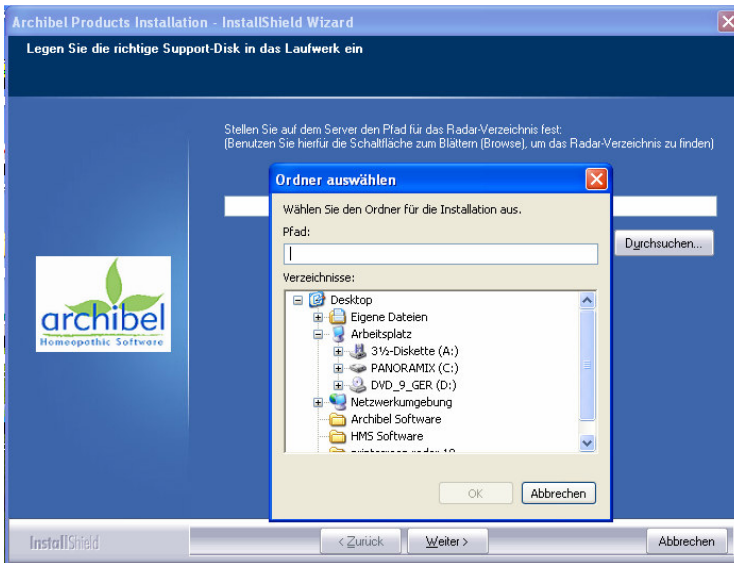 Archibel Products Installation - InstallShield Wizard
Legen Sie die richtige Support-Disk in das Laufwerk ein
Stellen Sie auf dem Server den Pfad für das Radar-Verzeichnis fest:
(Benutzen Sie hierfür die Schaltfläche zum Blättern (Browse), um das Radar-Verzeichnis zu finden)
Ordner auswählen
Wählen Sie den Ordner für die Installation aus.
Pfad:
Durchsuchen...
Verzeichnisse:
Desktop
Eigene Dateien
Arbeitsplatz
3½-Diskette (A:)
PANORAMIX (C:)
DVD_9_GER (D:)
Netzwerkumgebung
Archibel Software
HMS Software
archibel
Homeopathic Software
OK
Abbrechen
InstallShield
< Zurück
Weiter >
Abbrechen